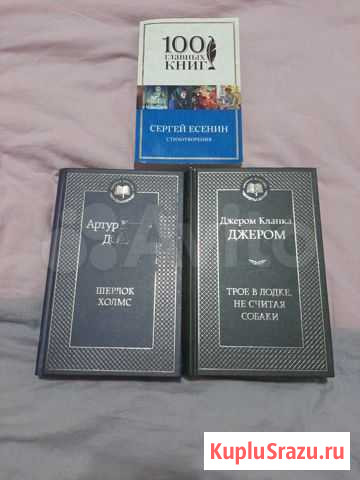 100
ГЛАВНЫХ
КНИГ
СЕРГЕЙ ЕСЕНИН
СТИХОТВОРЕНИЯ
Артур
ШЕРЛОК
ХОЛМС
Джером Клапка
ДЖЕРОМ
ТРОЕ В ЛОДКЕ,
НЕ СЧИТАЯ
СОБАКИ
Avito
KupluSrazu.ru